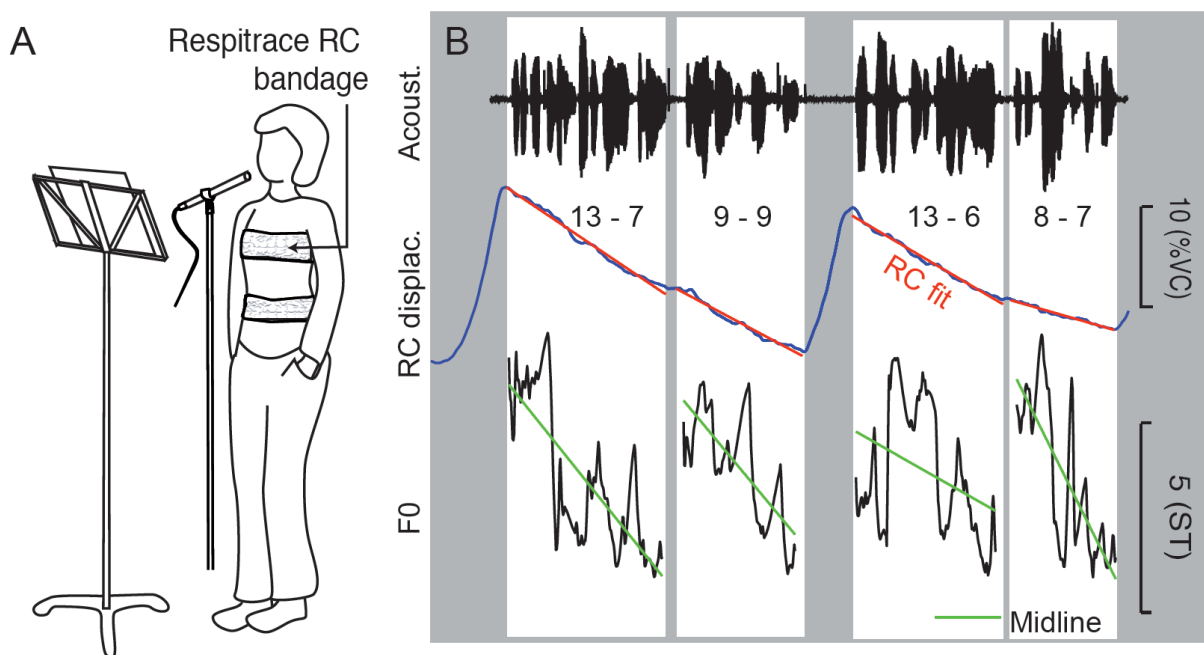 A
Respitrace RC
bandage
B
Acoust.
RC displac.
F0
13 - 7
9 - 9
13 - 6
8 - 7
RC fit
10 (%VC)
5 (ST)
Midline